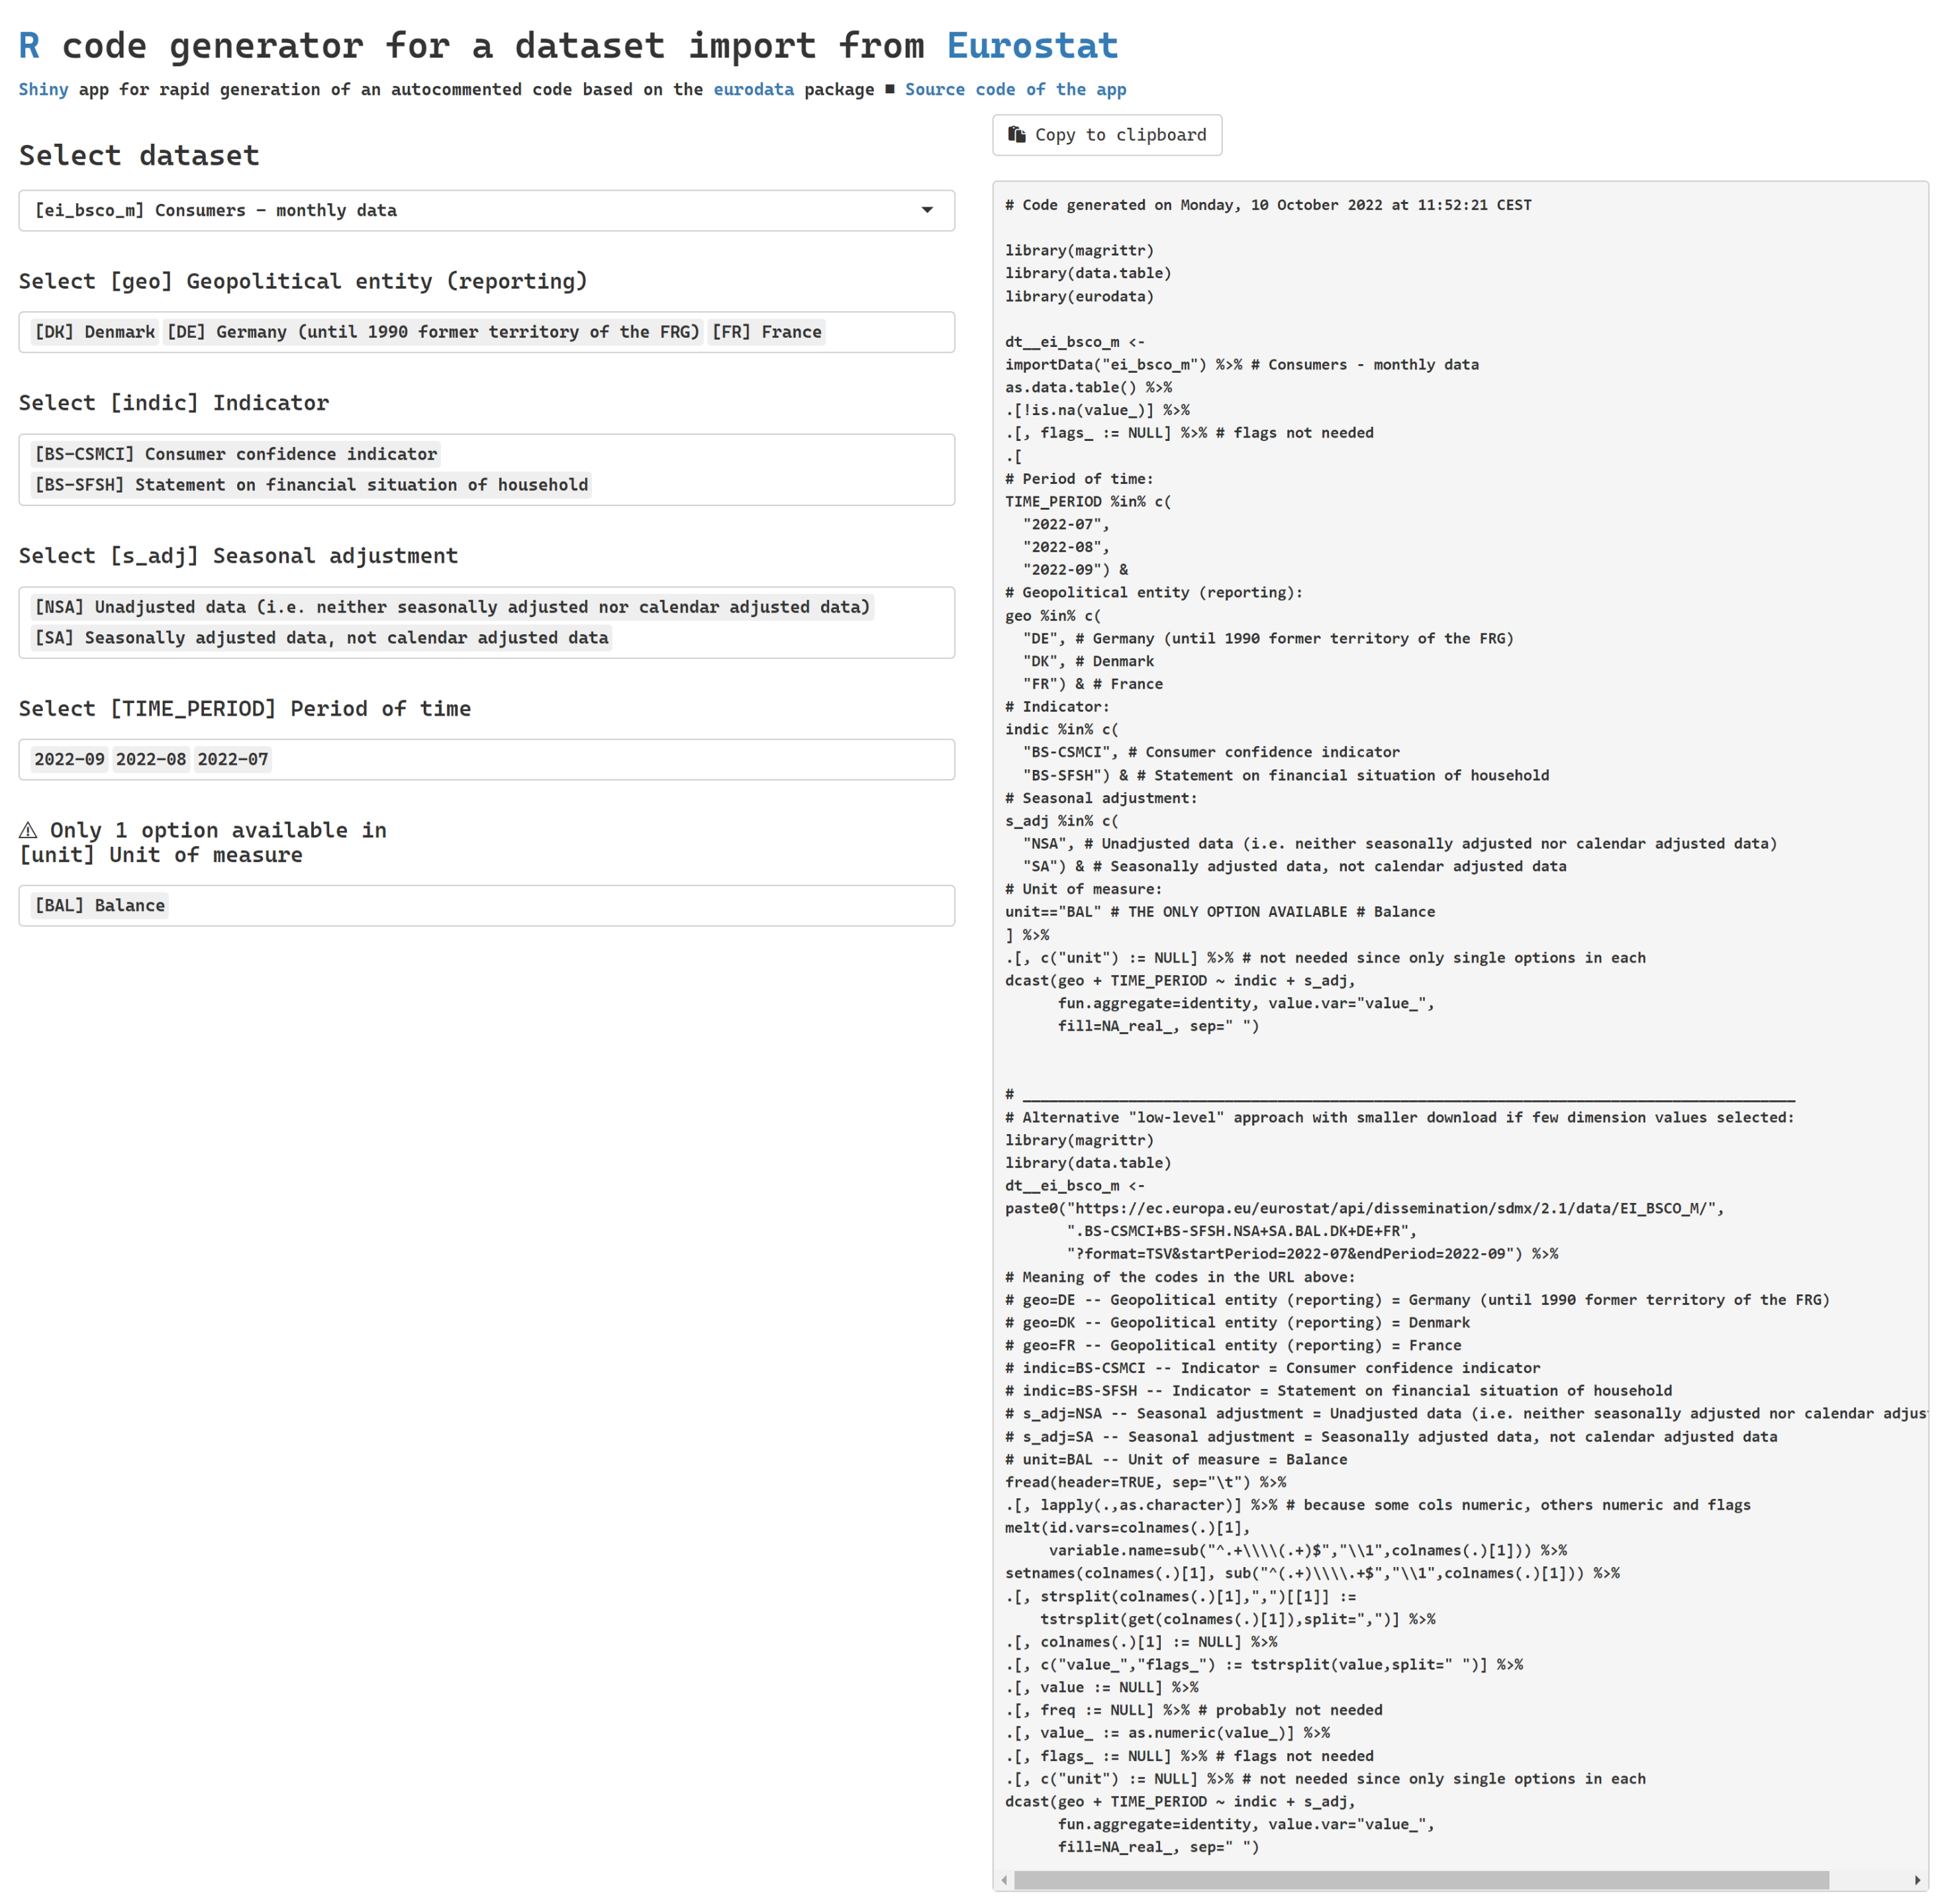 R code generator for a dataset import from Eurostat
Shiny app for rapid generation of an autocommented code based on the eurodata package ■ Source code of the app
Select dataset
[ei_bsco_m] Consumers - monthly data
Select [geo] Geopolitical entity (reporting)
[DK] Denmark [DE] Germany (until 1990 former territory of the FRG) [FR] France
Select [indic] Indicator
[BS-CSMCI] Consumer confidence indicator
[BS-SFSH] Statement on financial situation of household
Select [s_adj] Seasonal adjustment
[NSA] Unadjusted data (i.e. neither seasonally adjusted nor calendar adjusted data)
[SA] Seasonally adjusted data, not calendar adjusted data
Select [TIME_PERIOD] Period of time
2022-09 2022-08 2022-07
⚠ Only 1 option available in
[unit] Unit of measure
[BAL] Balance
Copy to clipboard
# Code generated on Monday, 10 October 2022 at 11:52:21 CEST
library(magrittr)
library(data.table)
library(eurodata)
dt__ei_bsco_m <-
importData("ei_bsco_m") %>% # Consumers - monthly data
as.data.table() %>%
.[!is.na(value_)] %>%
.[, flags_ := NULL] %>% # flags not needed
.[
# Period of time:
TIME_PERIOD %in% c(
  "2022-07",
  "2022-08",
  "2022-09") &
# Geopolitical entity (reporting):
geo %in% c(
  "DE", # Germany (until 1990 former territory of the FRG)
  "DK", # Denmark
  "FR") & # France
# Indicator:
indic %in% c(
  "BS-CSMCI", # Consumer confidence indicator
  "BS-SFSH") & # Statement on financial situation of household
# Seasonal adjustment:
s_adj %in% c(
  "NSA", # Unadjusted data (i.e. neither seasonally adjusted nor calendar adjusted data)
  "SA") & # Seasonally adjusted data, not calendar adjusted data
# Unit of measure:
unit=="BAL" # THE ONLY OPTION AVAILABLE # Balance
] %>%
.[, c("unit") := NULL] %>% # not needed since only single options in each
dcast(geo + TIME_PERIOD ~ indic + s_adj,
      fun.aggregate=identity, value.var="value_",
      fill=NA_real_, sep=" ")
# ________________________________________________________________________________________
# Alternative "low-level" approach with smaller download if few dimension values selected:
library(magrittr)
library(data.table)
dt__ei_bsco_m <-
paste0("https://ec.europa.eu/eurostat/api/dissemination/sdmx/2.1/data/EI_BSCO_M/",
       ".BS-CSMCI+BS-SFSH.NSA+SA.BAL.DK+DE+FR",
       "?format=TSV&startPeriod=2022-07&endPeriod=2022-09") %>%
# Meaning of the codes in the URL above:
# geo=DE -- Geopolitical entity (reporting) = Germany (until 1990 former territory of the FRG)
# geo=DK -- Geopolitical entity (reporting) = Denmark
# geo=FR -- Geopolitical entity (reporting) = France
# indic=BS-CSMCI -- Indicator = Consumer confidence indicator
# indic=BS-SFSH -- Indicator = Statement on financial situation of household
# s_adj=NSA -- Seasonal adjustment = Unadjusted data (i.e. neither seasonally adjusted nor calendar adjus
# s_adj=SA -- Seasonal adjustment = Seasonally adjusted data, not calendar adjusted data
# unit=BAL -- Unit of measure = Balance
fread(header=TRUE, sep="\t") %>%
.[, lapply(.,as.character)] %>% # because some cols numeric, others numeric and flags
melt(id.vars=colnames(.)[1],
     variable.name=sub("^.+\\\\(.+)$","\\1",colnames(.)[1])) %>%
setnames(colnames(.)[1], sub("^(.+)\\\\.+$","\\1",colnames(.)[1])) %>%
.[, strsplit(colnames(.)[1],",")[[1]] :=
    tstrsplit(get(colnames(.)[1]),split=",")] %>%
.[, colnames(.)[1] := NULL] %>%
.[, c("value_","flags_") := tstrsplit(value,split=" ")] %>%
.[, value := NULL] %>%
.[, freq := NULL] %>% # probably not needed
.[, value_ := as.numeric(value_)] %>%
.[, flags_ := NULL] %>% # flags not needed
.[, c("unit") := NULL] %>% # not needed since only single options in each
dcast(geo + TIME_PERIOD ~ indic + s_adj,
      fun.aggregate=identity, value.var="value_",
      fill=NA_real_, sep=" ")